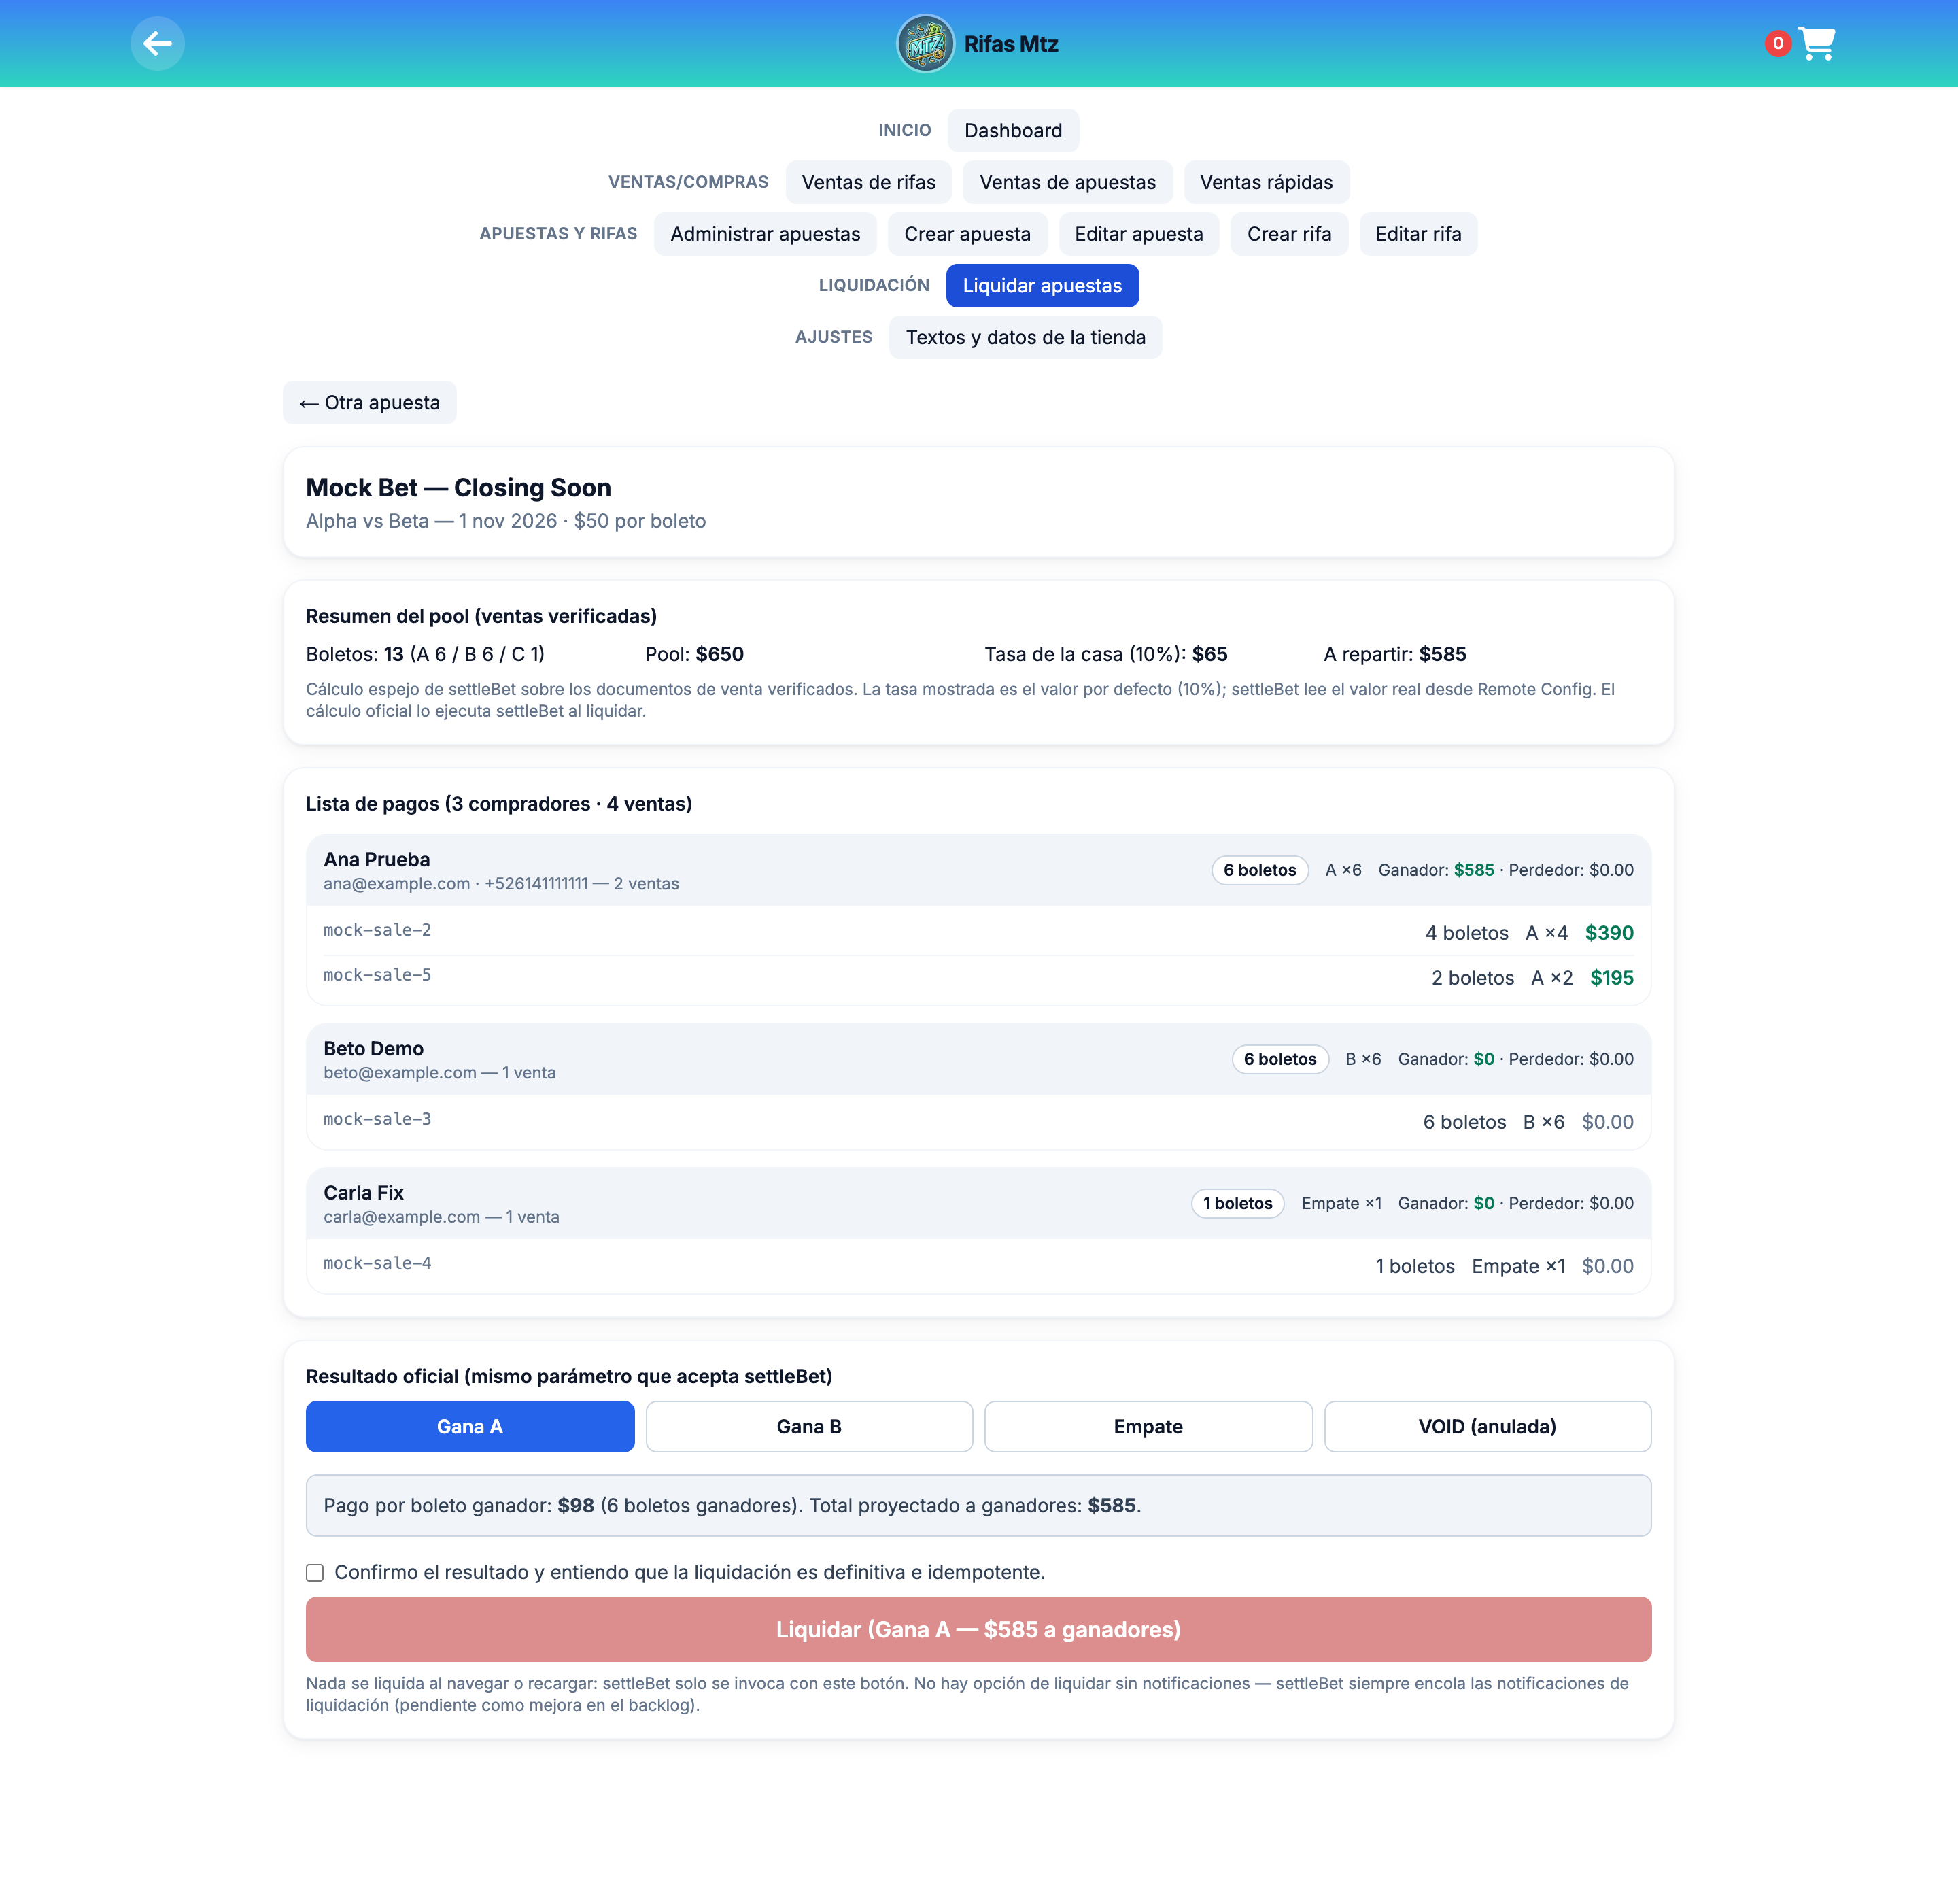 MTZ
Rifas Mtz
0
INICIO Dashboard
VENTAS/COMPRAS Ventas de rifas Ventas de apuestas Ventas rápidas
APUESTAS Y RIFAS Administrar apuestas Crear apuesta Editar apuesta Crear rifa Editar rifa
LIQUIDACIÓN Liquidar apuestas
AJUSTES Textos y datos de la tienda
← Otra apuesta
Mock Bet — Closing Soon
Alpha vs Beta — 1 nov 2026 · $50 por boleto
Resumen del pool (ventas verificadas)
Boletos: 13 (A 6 / B 6 / C 1) Pool: $650 Tasa de la casa (10%): $65 A repartir: $585
Cálculo espejo de settleBet sobre los documentos de venta verificados. La tasa mostrada es el valor por defecto (10%); settleBet lee el valor real desde Remote Config. El
cálculo oficial lo ejecuta settleBet al liquidar.
Lista de pagos (3 compradores · 4 ventas)
Ana Prueba
ana@example.com · +526141111111 — 2 ventas
6 boletos A ×6 Ganador: $585 · Perdedor: $0.00
mock-sale-2 4 boletos A ×4 $390
mock-sale-5 2 boletos A ×2 $195
Beto Demo
beto@example.com — 1 venta
6 boletos B ×6 Ganador: $0 · Perdedor: $0.00
mock-sale-3 6 boletos B ×6 $0.00
Carla Fix
carla@example.com — 1 venta
1 boletos Empate ×1 Ganador: $0 · Perdedor: $0.00
mock-sale-4 1 boletos Empate ×1 $0.00
Resultado oficial (mismo parámetro que acepta settleBet)
Gana A Gana B Empate VOID (anulada)
Pago por boleto ganador: $98 (6 boletos ganadores). Total proyectado a ganadores: $585.
Confirmo el resultado y entiendo que la liquidación es definitiva e idempotente.
Liquidar (Gana A — $585 a ganadores)
Nada se liquida al navegar o recargar: settleBet solo se invoca con este botón. No hay opción de liquidar sin notificaciones — settleBet siempre encola las notificaciones de
liquidación (pendiente como mejora en el backlog).